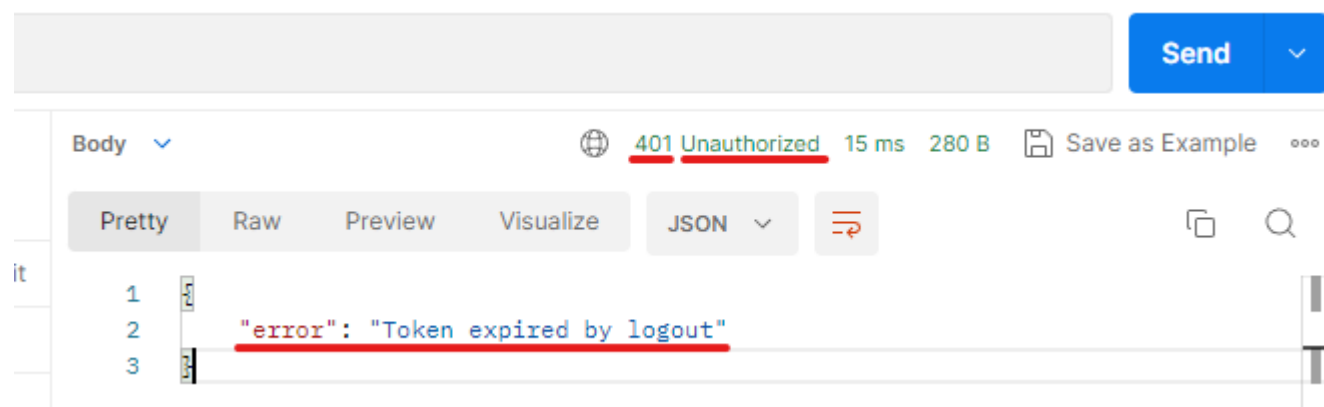 Send
Body 401 Unauthorized 15 ms 280 B Save as Example
Pretty Raw Preview Visualize JSON
it
1 {
2 "error": "Token expired by logout"
3 }